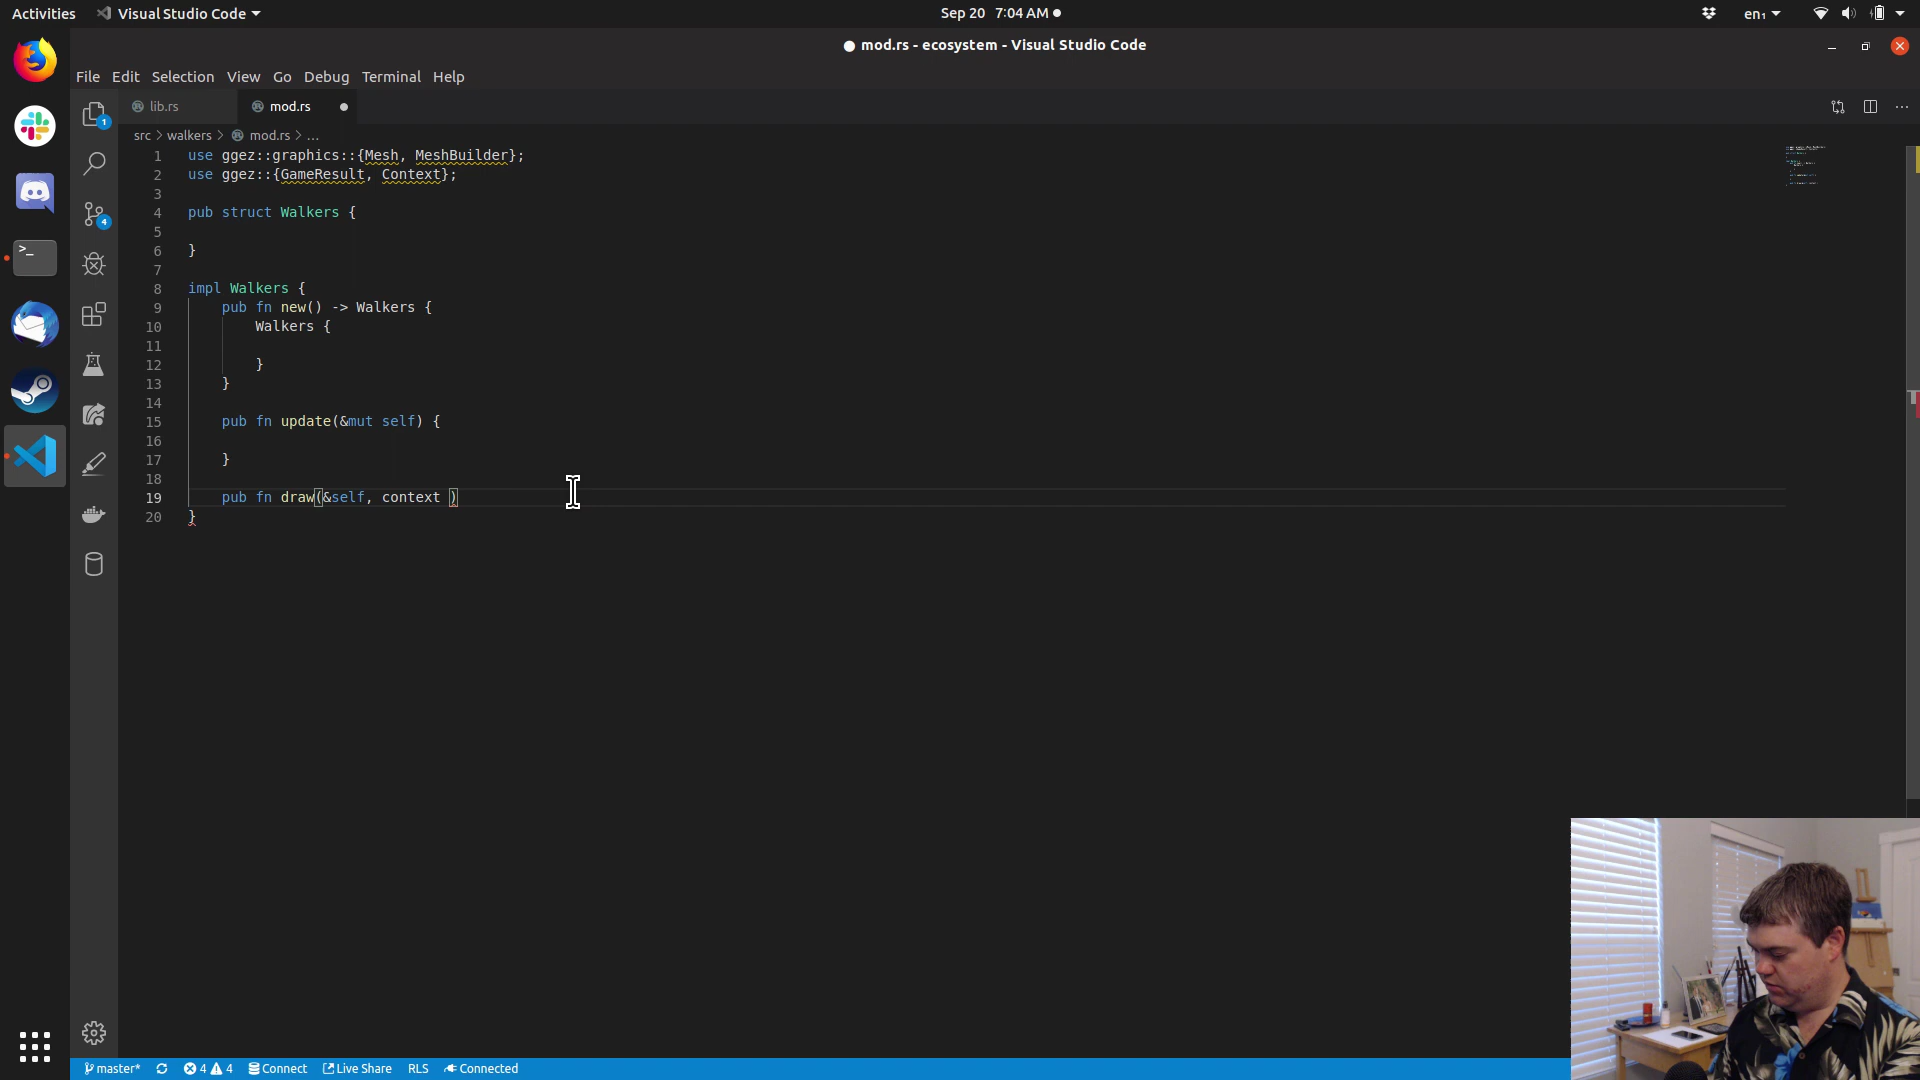 Activities Visual Studio Code Sep 20 7:04 AM en₁
mod.rs - ecosystem - Visual Studio Code
File Edit Selection View Go Debug Terminal Help
lib.rs mod.rs
src > walkers > mod.rs > ...
1 use ggez::graphics::{Mesh, MeshBuilder};
2 use ggez::{GameResult, Context};
3
4 pub struct Walkers {
5
6 }
7
8 impl Walkers {
9 pub fn new() -> Walkers {
10 Walkers {
11
12 }
13 }
14
15 pub fn update(&mut self) {
16
17 }
18
19 pub fn draw(&self, context )
20 }
1
4
>_
master* 4 4 Connect Live Share RLS Connected